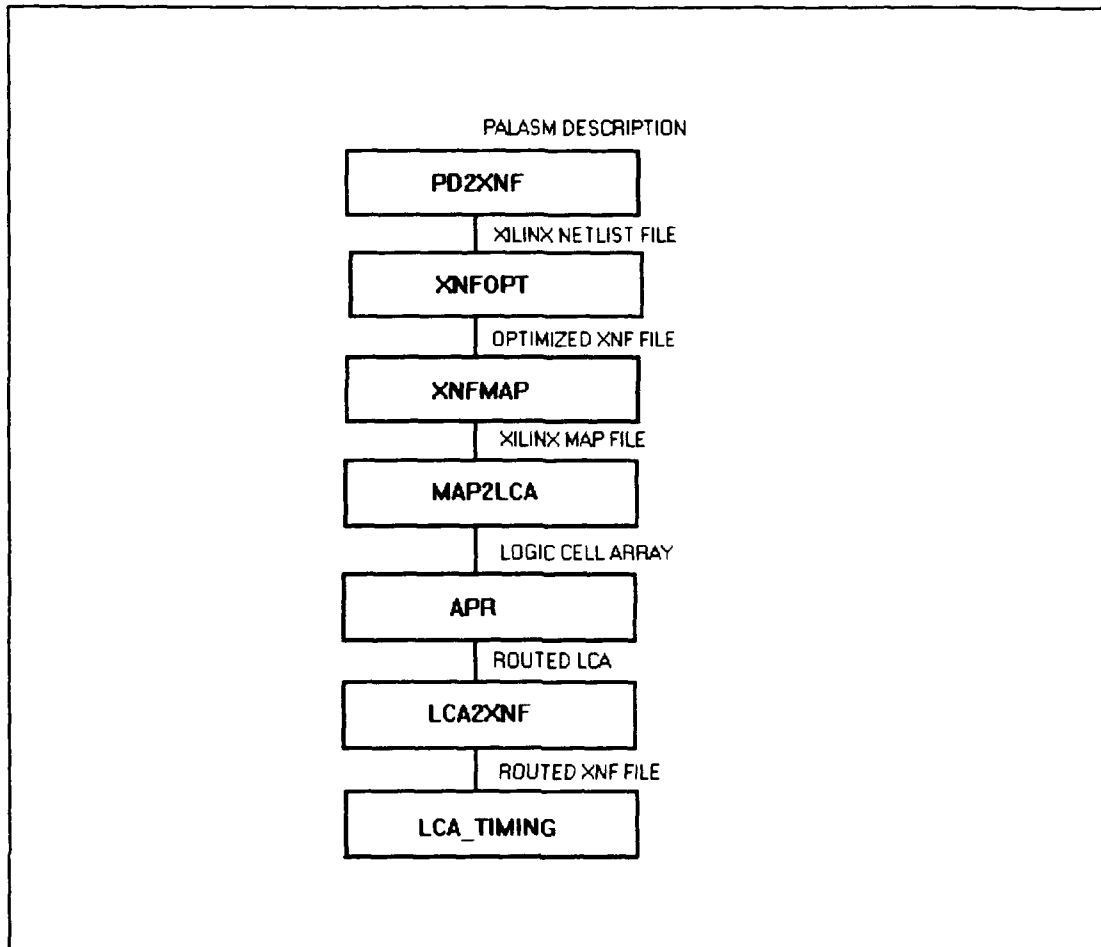 PALASM DESCRIPTION
PD2XNF
XILINX NETLIST FILE
XNFOPT
OPTIMIZED XNF FILE
XNFMAP
XILINX MAP FILE
MAP2LCA
LOGIC CELL ARRAY
APR
ROUTED LCA
LCA2XNF
ROUTED XNF FILE
LCA_TIMING